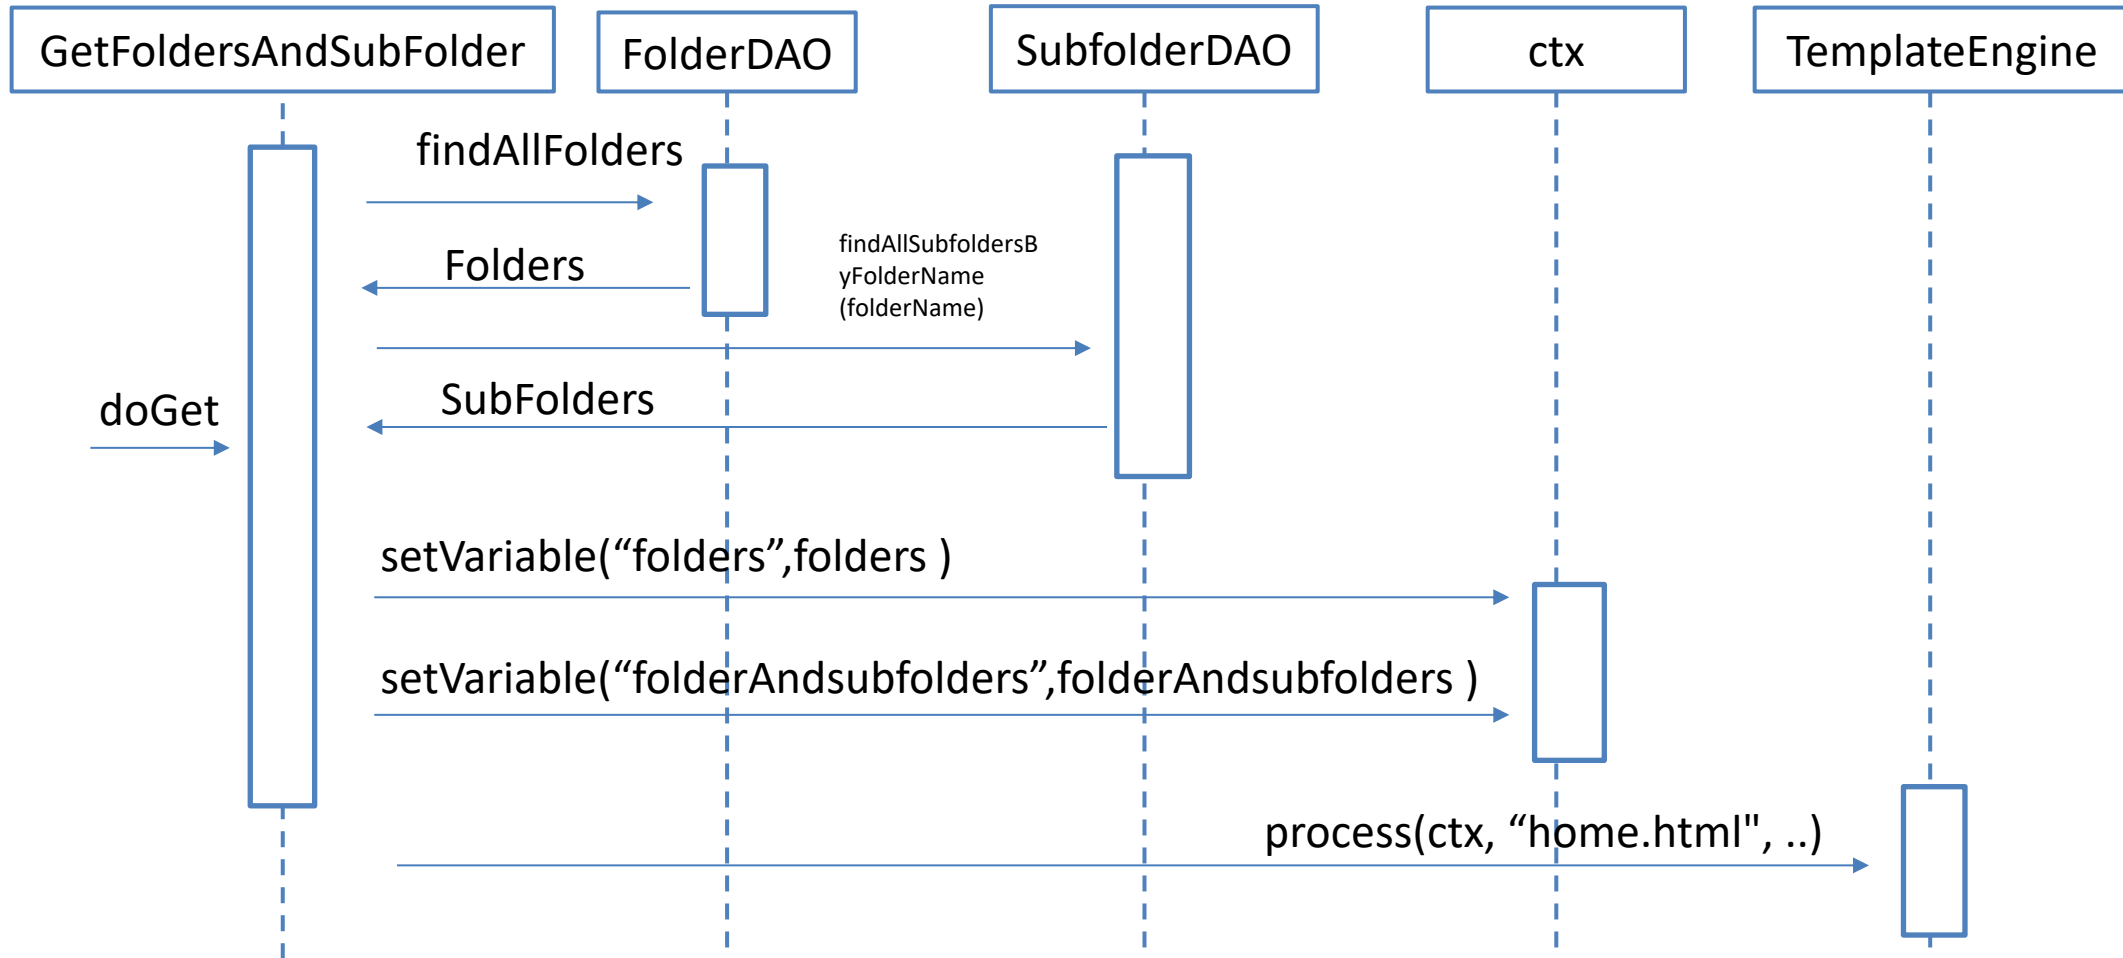 GetFoldersAndSubFolder
FolderDAO
SubfolderDAO
ctx
TemplateEngine
findAllFolders
Folders
findAllSubfoldersB
yFolderName
(folderName)
SubFolders
doGet
setVariable(“folders”,folders )
setVariable(“folderAndsubfolders”,folderAndsubfolders )
process(ctx, “home.html", ..)